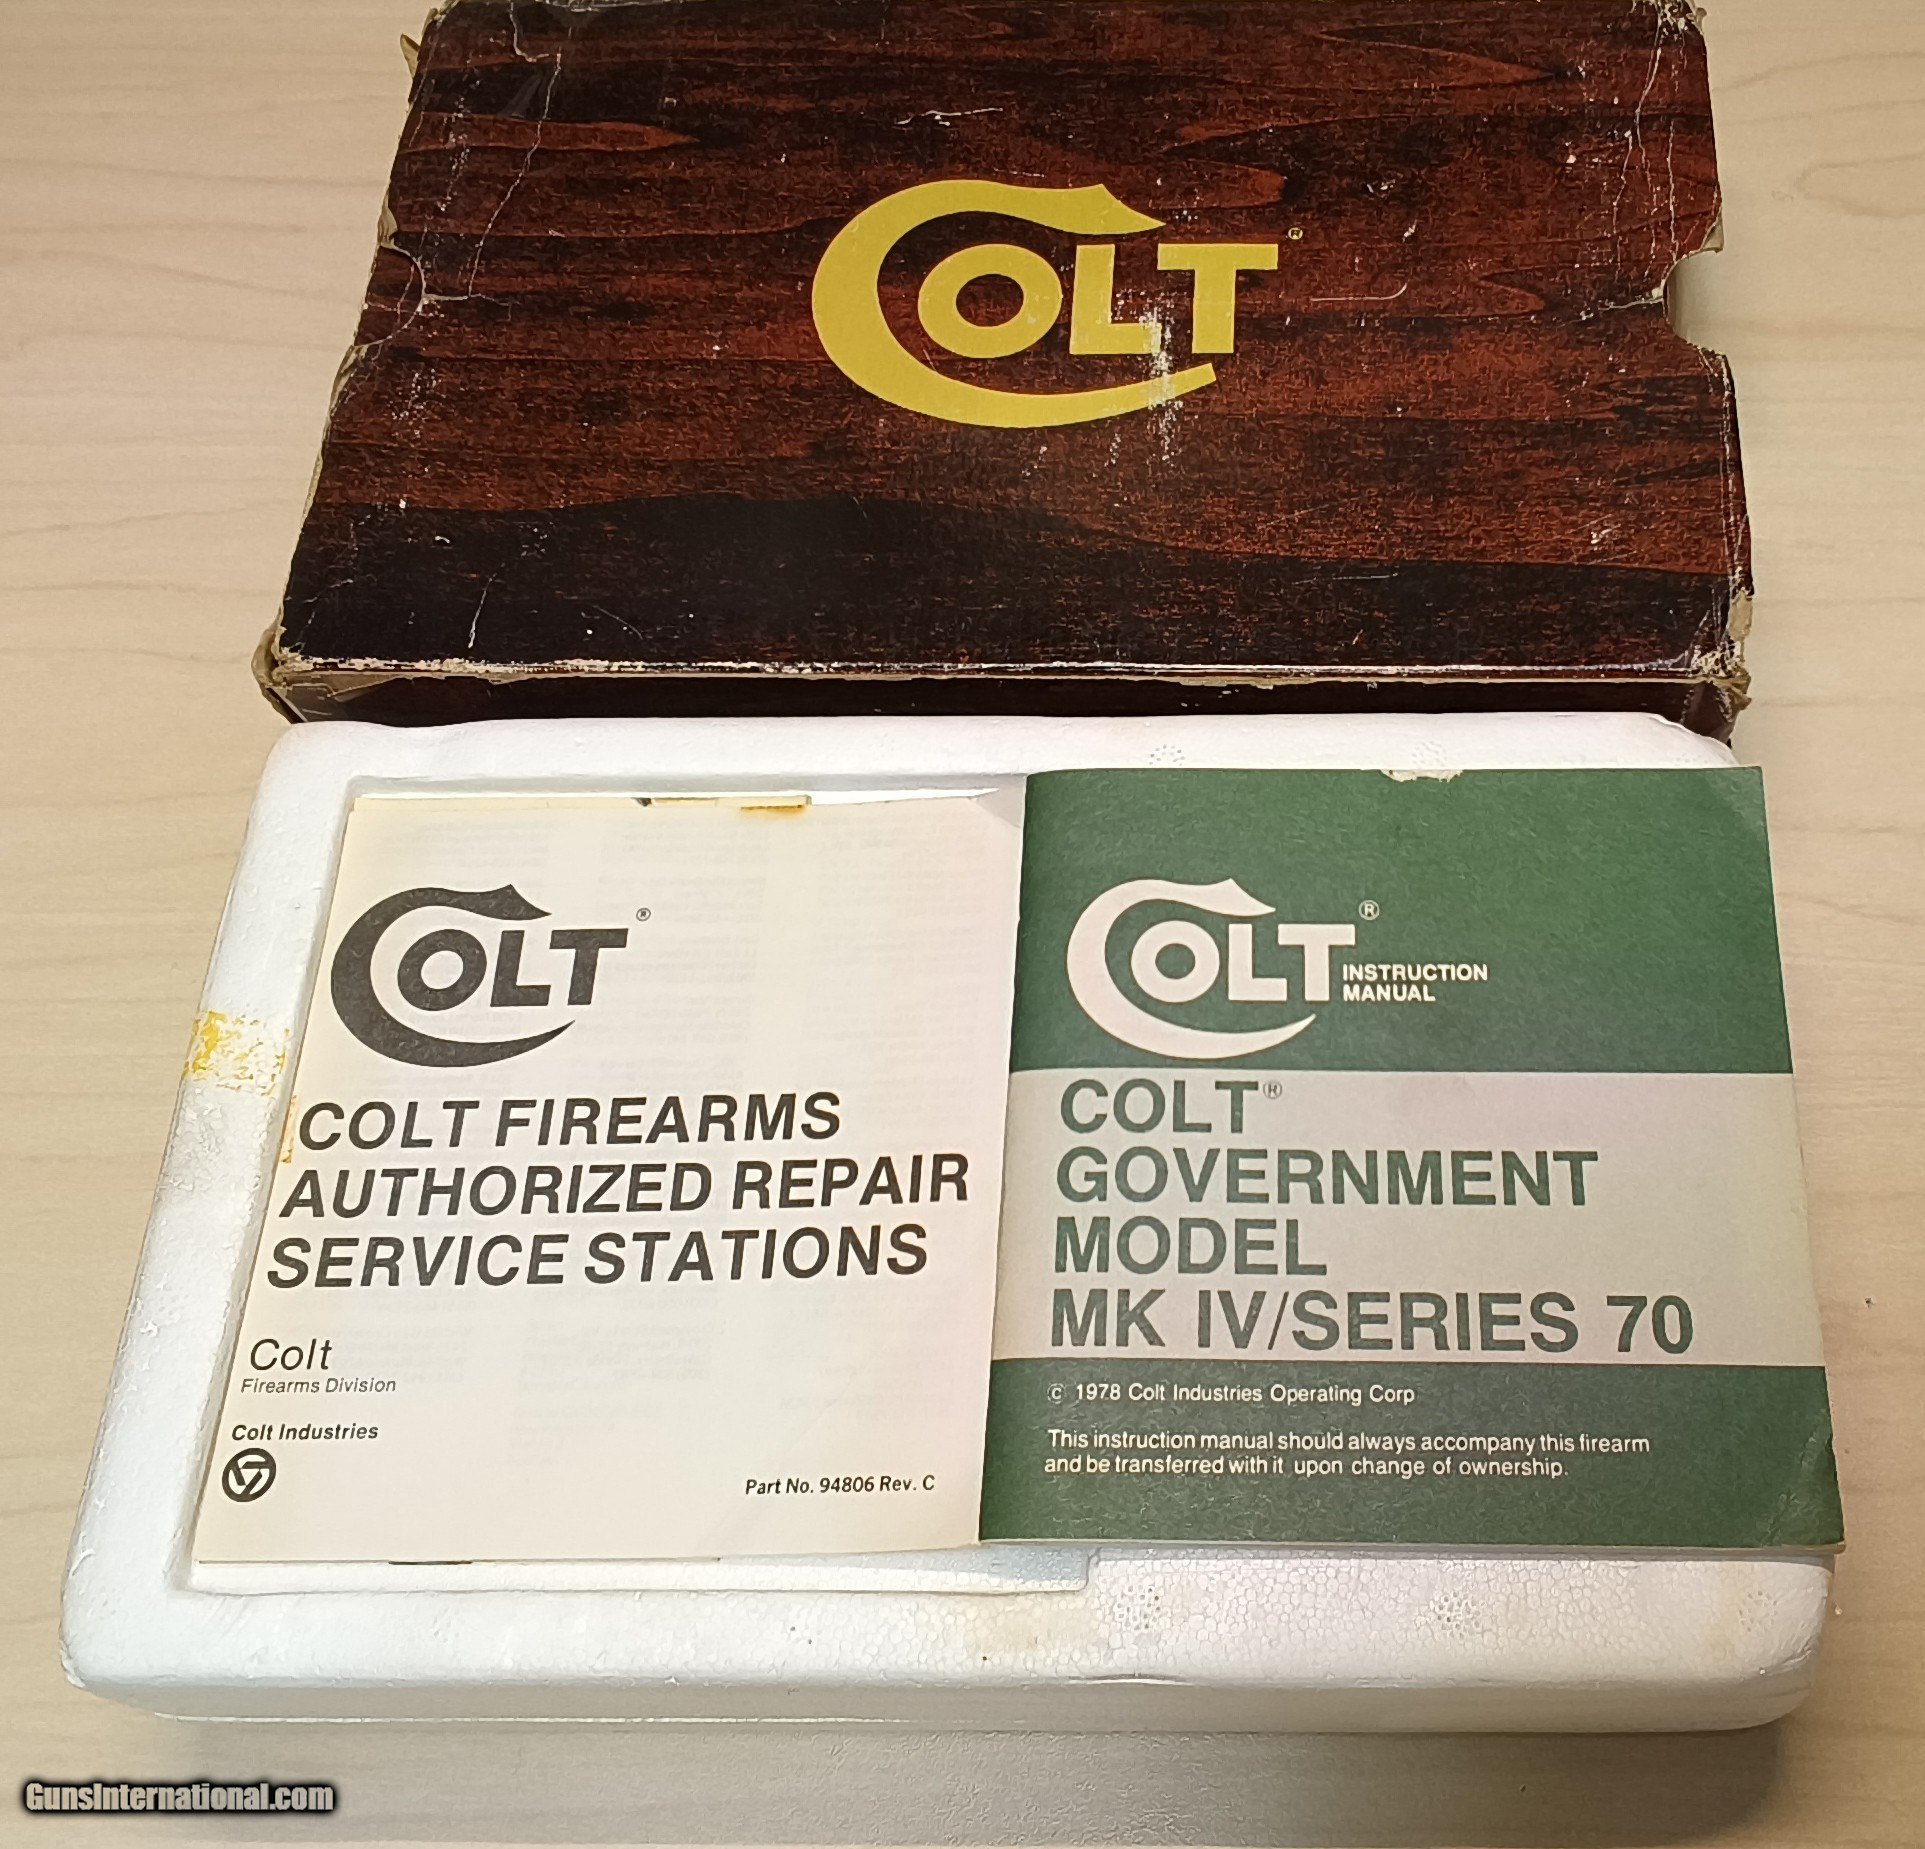 COLT®
COLT®
COLT FIREARMS
AUTHORIZED REPAIR
SERVICE STATIONS
Colt
Firearms Division
Colt Industries
Part No. 94806 Rev. C
COLT®
INSTRUCTION
MANUAL
COLT®
GOVERNMENT
MODEL
MK IV/SERIES 70
© 1978 Colt Industries Operating Corp
This instruction manual should always accompany this firearm
and be transferred with it upon change of ownership.
GunsInternational.com